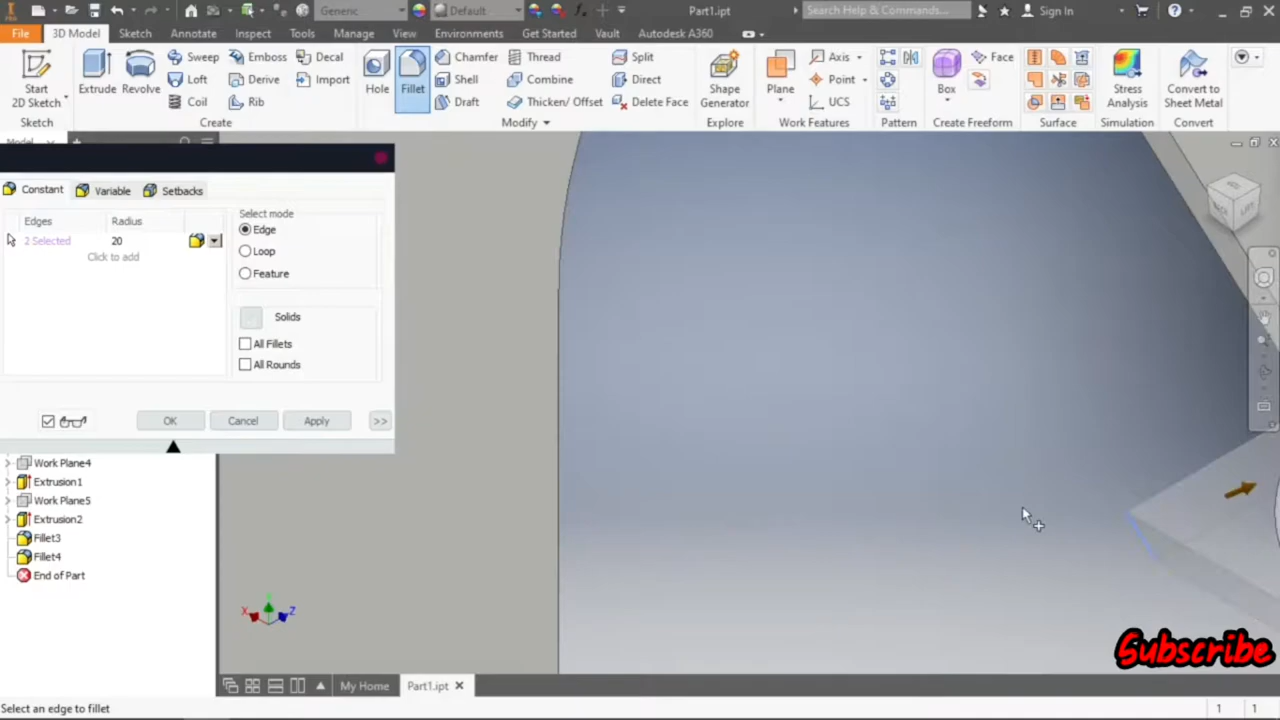 PRO
Generic
Default
Part1.ipt
Search Help & Commands...
Sign In
File
3D Model
Sketch
Annotate
Inspect
Tools
Manage
View
Environments
Get Started
Vault
Autodesk A360
Start
2D Sketch
Extrude
Revolve
Sweep
Emboss
Decal
Loft
Derive
Import
Coil
Rib
Hole
Fillet
Chamfer
Thread
Split
Shell
Combine
Direct
Draft
Thicken/ Offset
Delete Face
Shape
Generator
Plane
Axis
Point
UCS
Box
Face
Stress
Analysis
Convert to
Sheet Metal
Sketch
Create
Modify
Explore
Work Features
Pattern
Create Freeform
Surface
Simulation
Convert
Model
Constant
Variable
Setbacks
Edges
Radius
2 Selected
20
Click to add
Select mode
Edge
Loop
Feature
Solids
All Fillets
All Rounds
OK
Cancel
Apply
>>
Work Plane4
Extrusion1
Work Plane5
Extrusion2
Fillet3
Fillet4
End of Part
X
Z
Subscribe
My Home
Part1.ipt
Select an edge to fillet
1
1